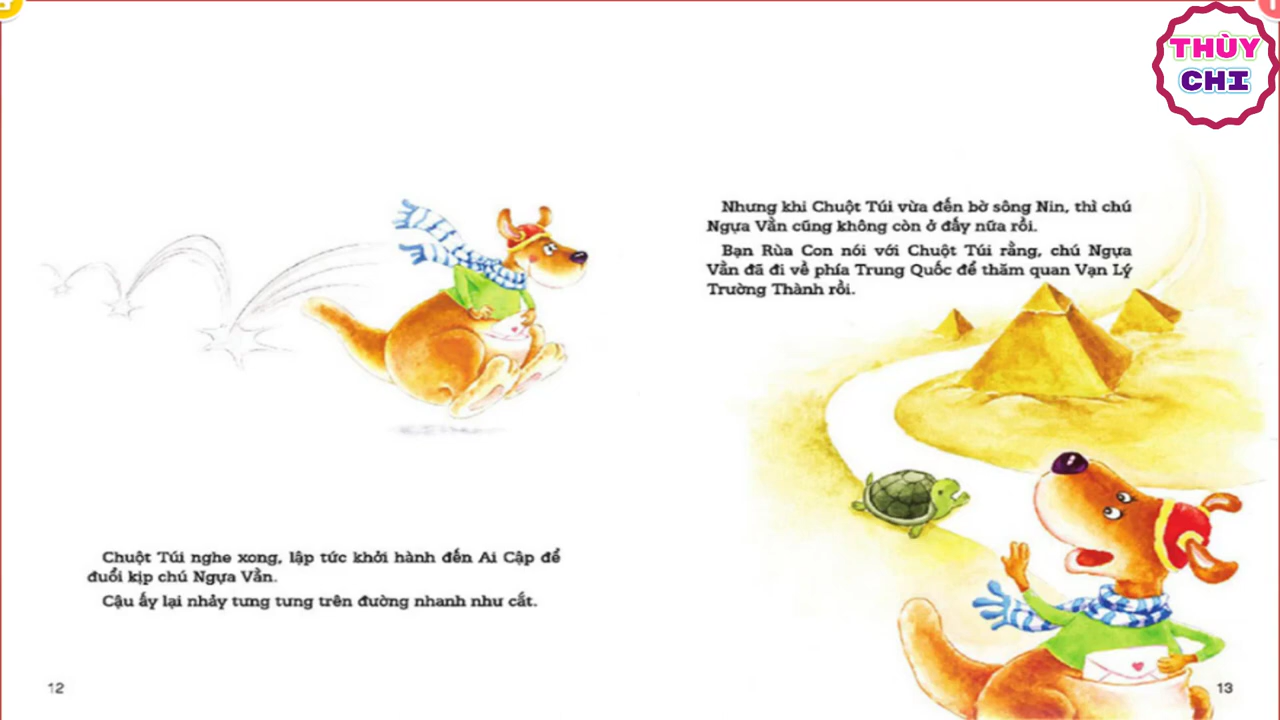 THÙY
CHI
Chuột Túi nghe xong, lập tức khởi hành đến Ai Cập để
đuổi kịp chú Ngựa Vằn.
Cậu ấy lại nhảy tưng tưng trên đường nhanh như cắt.
12
Nhưng khi Chuột Túi vừa đến bờ sông Nin, thì chú
Ngựa Vằn cũng không còn ở đấy nữa rồi.
Bạn Rùa Con nói với Chuột Túi rằng, chú Ngựa
Vằn đã đi về phía Trung Quốc để thăm quan Vạn Lý
Trường Thành rồi.
13